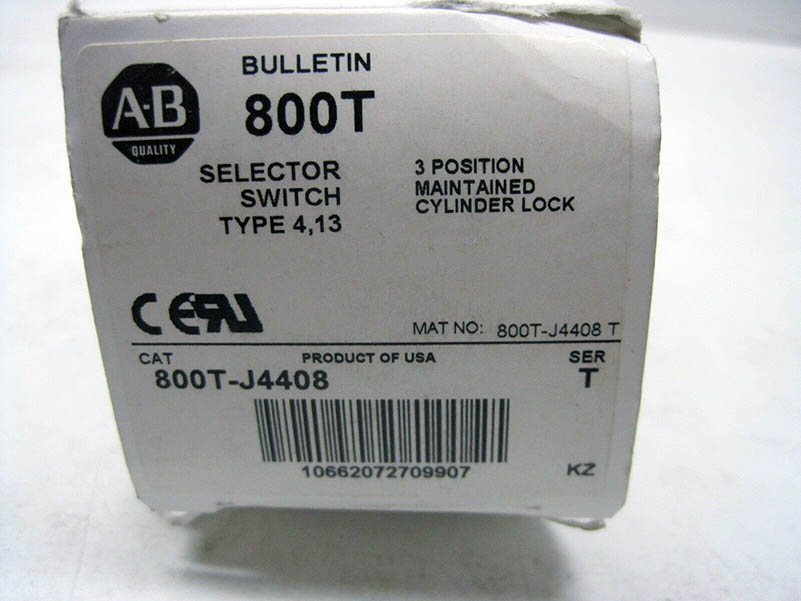 A-B
QUALITY
BULLETIN
800T
SELECTOR
SWITCH
TYPE 4,13
3 POSITION
MAINTAINED
CYLINDER LOCK
MAT NO: 800T-J4408 T
CAT
PRODUCT OF USA
SER
800T-J4408
T
10662072709907
KZ